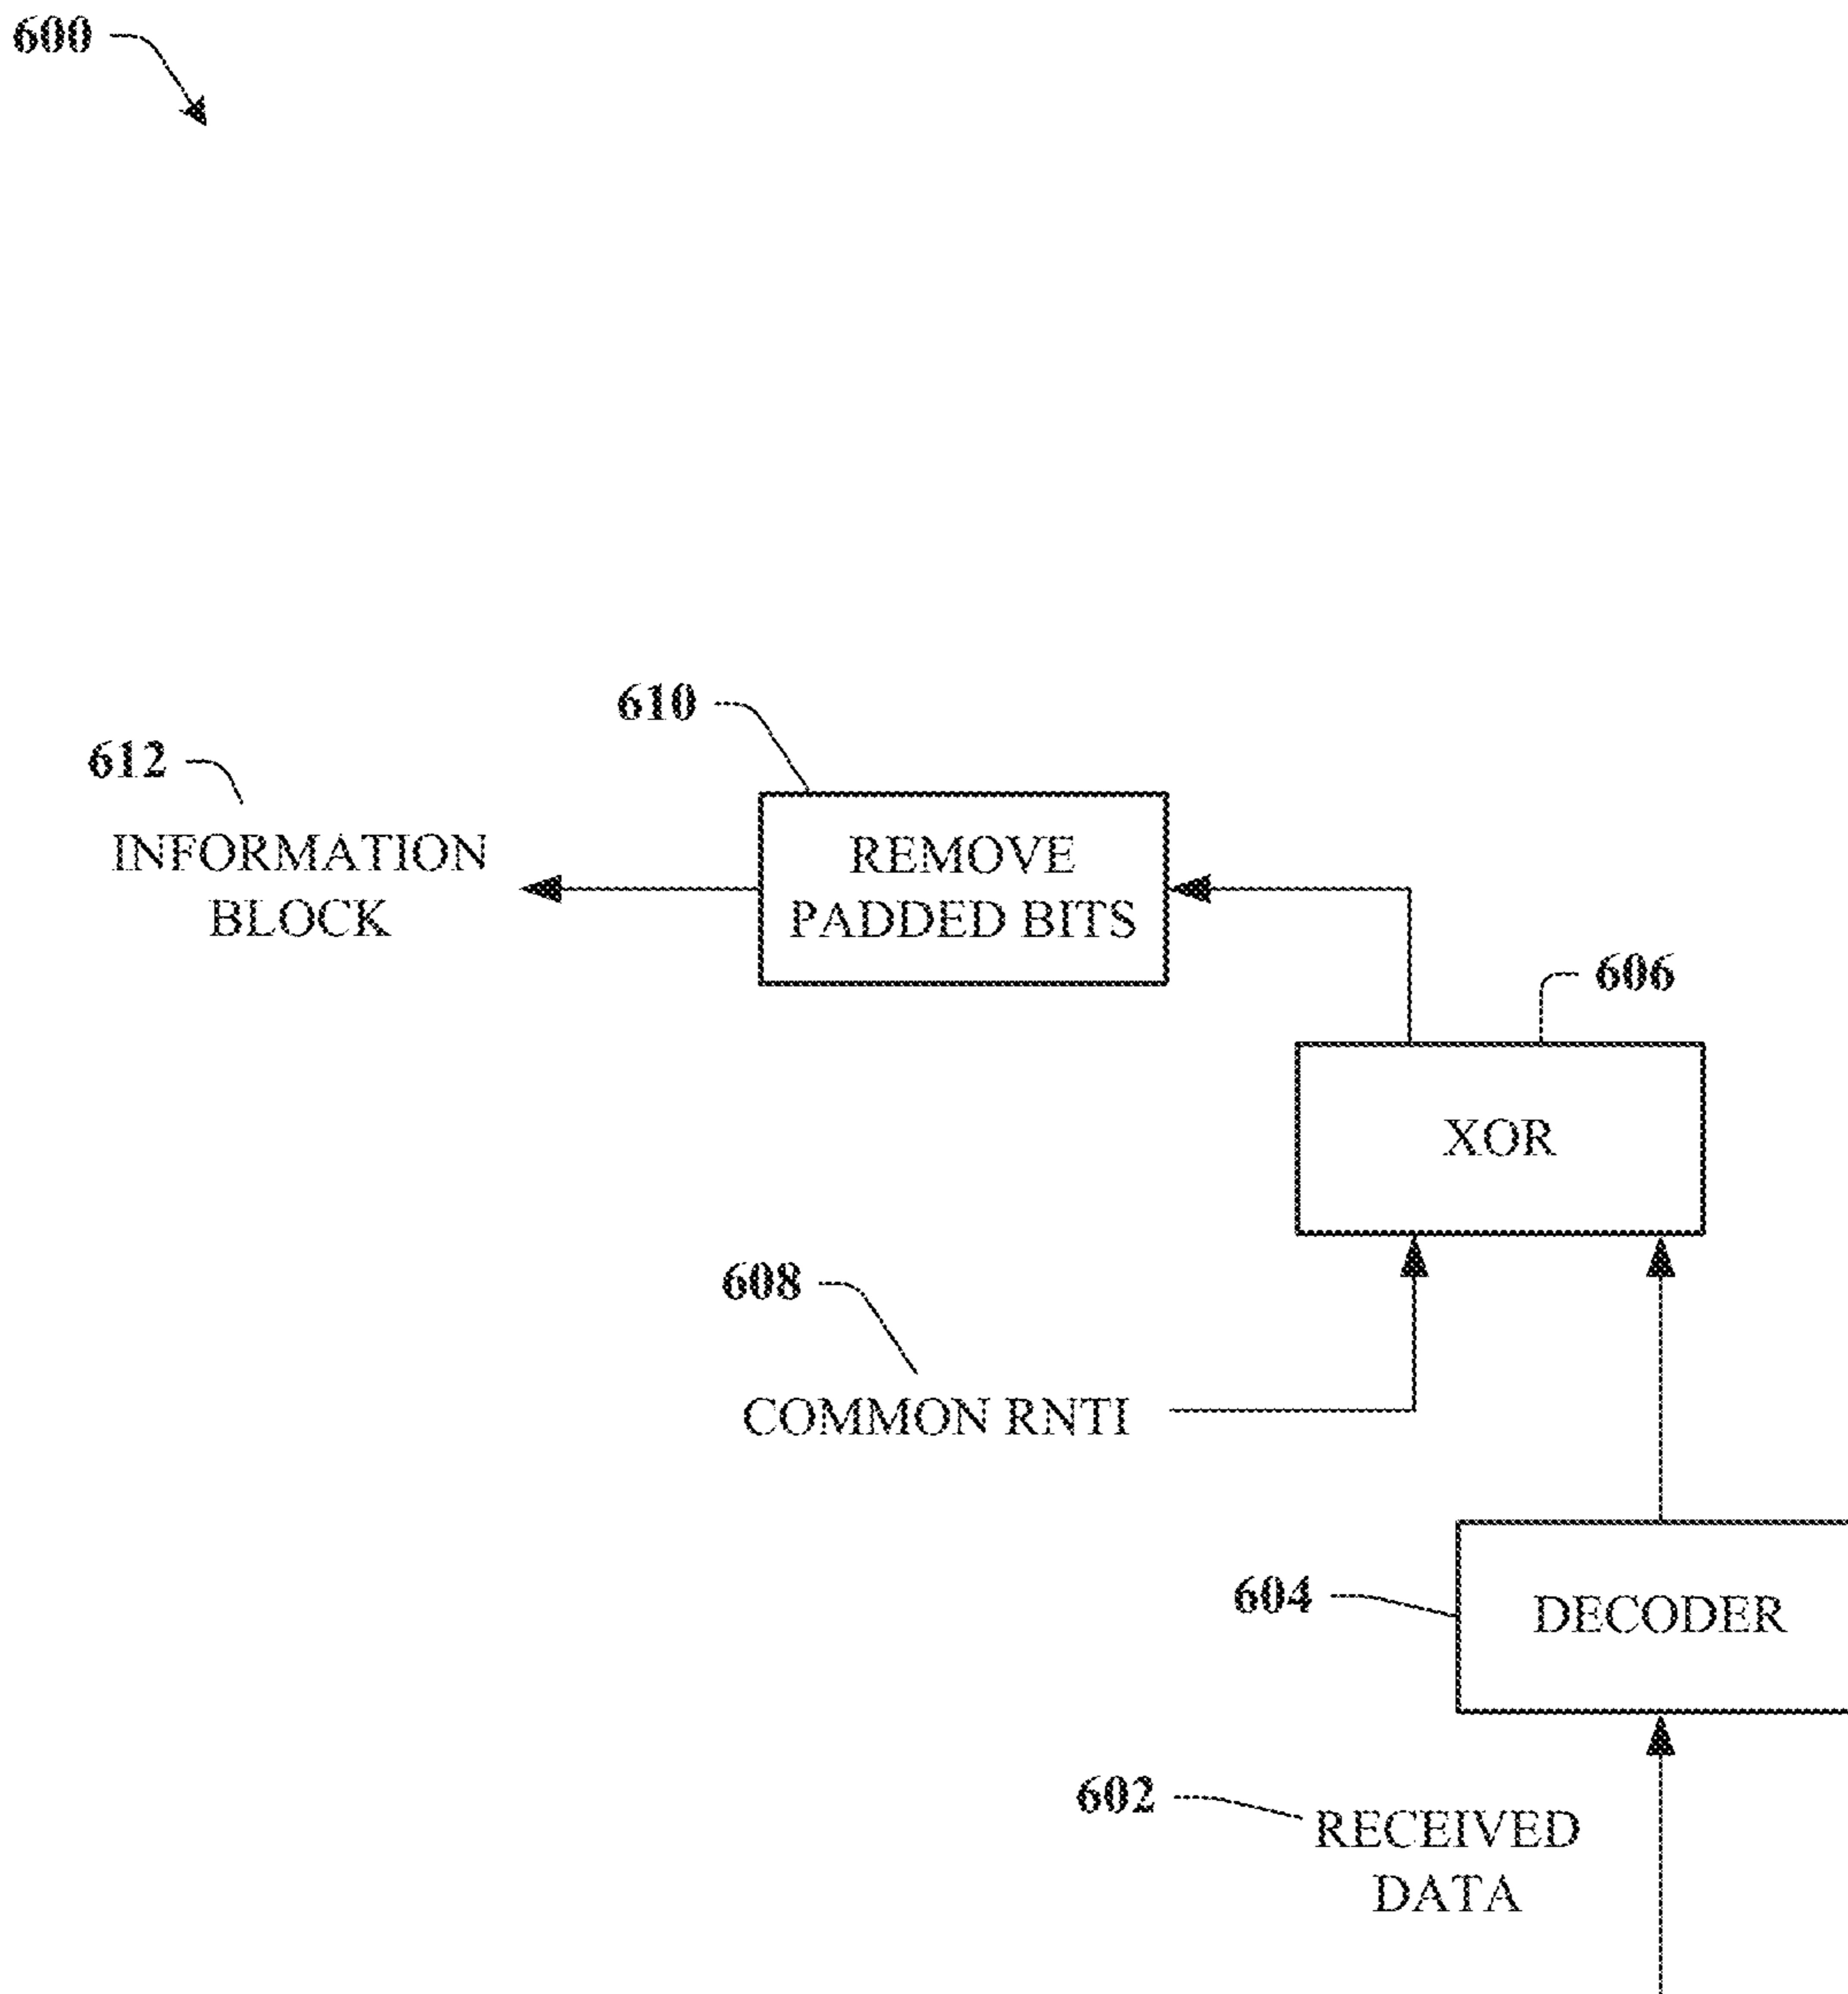 600
610
612
INFORMATION
BLOCK
REMOVE
PADDED BITS
606
XOR
608
COMMON RNTI
604
DECODER
602
RECEIVED
DATA